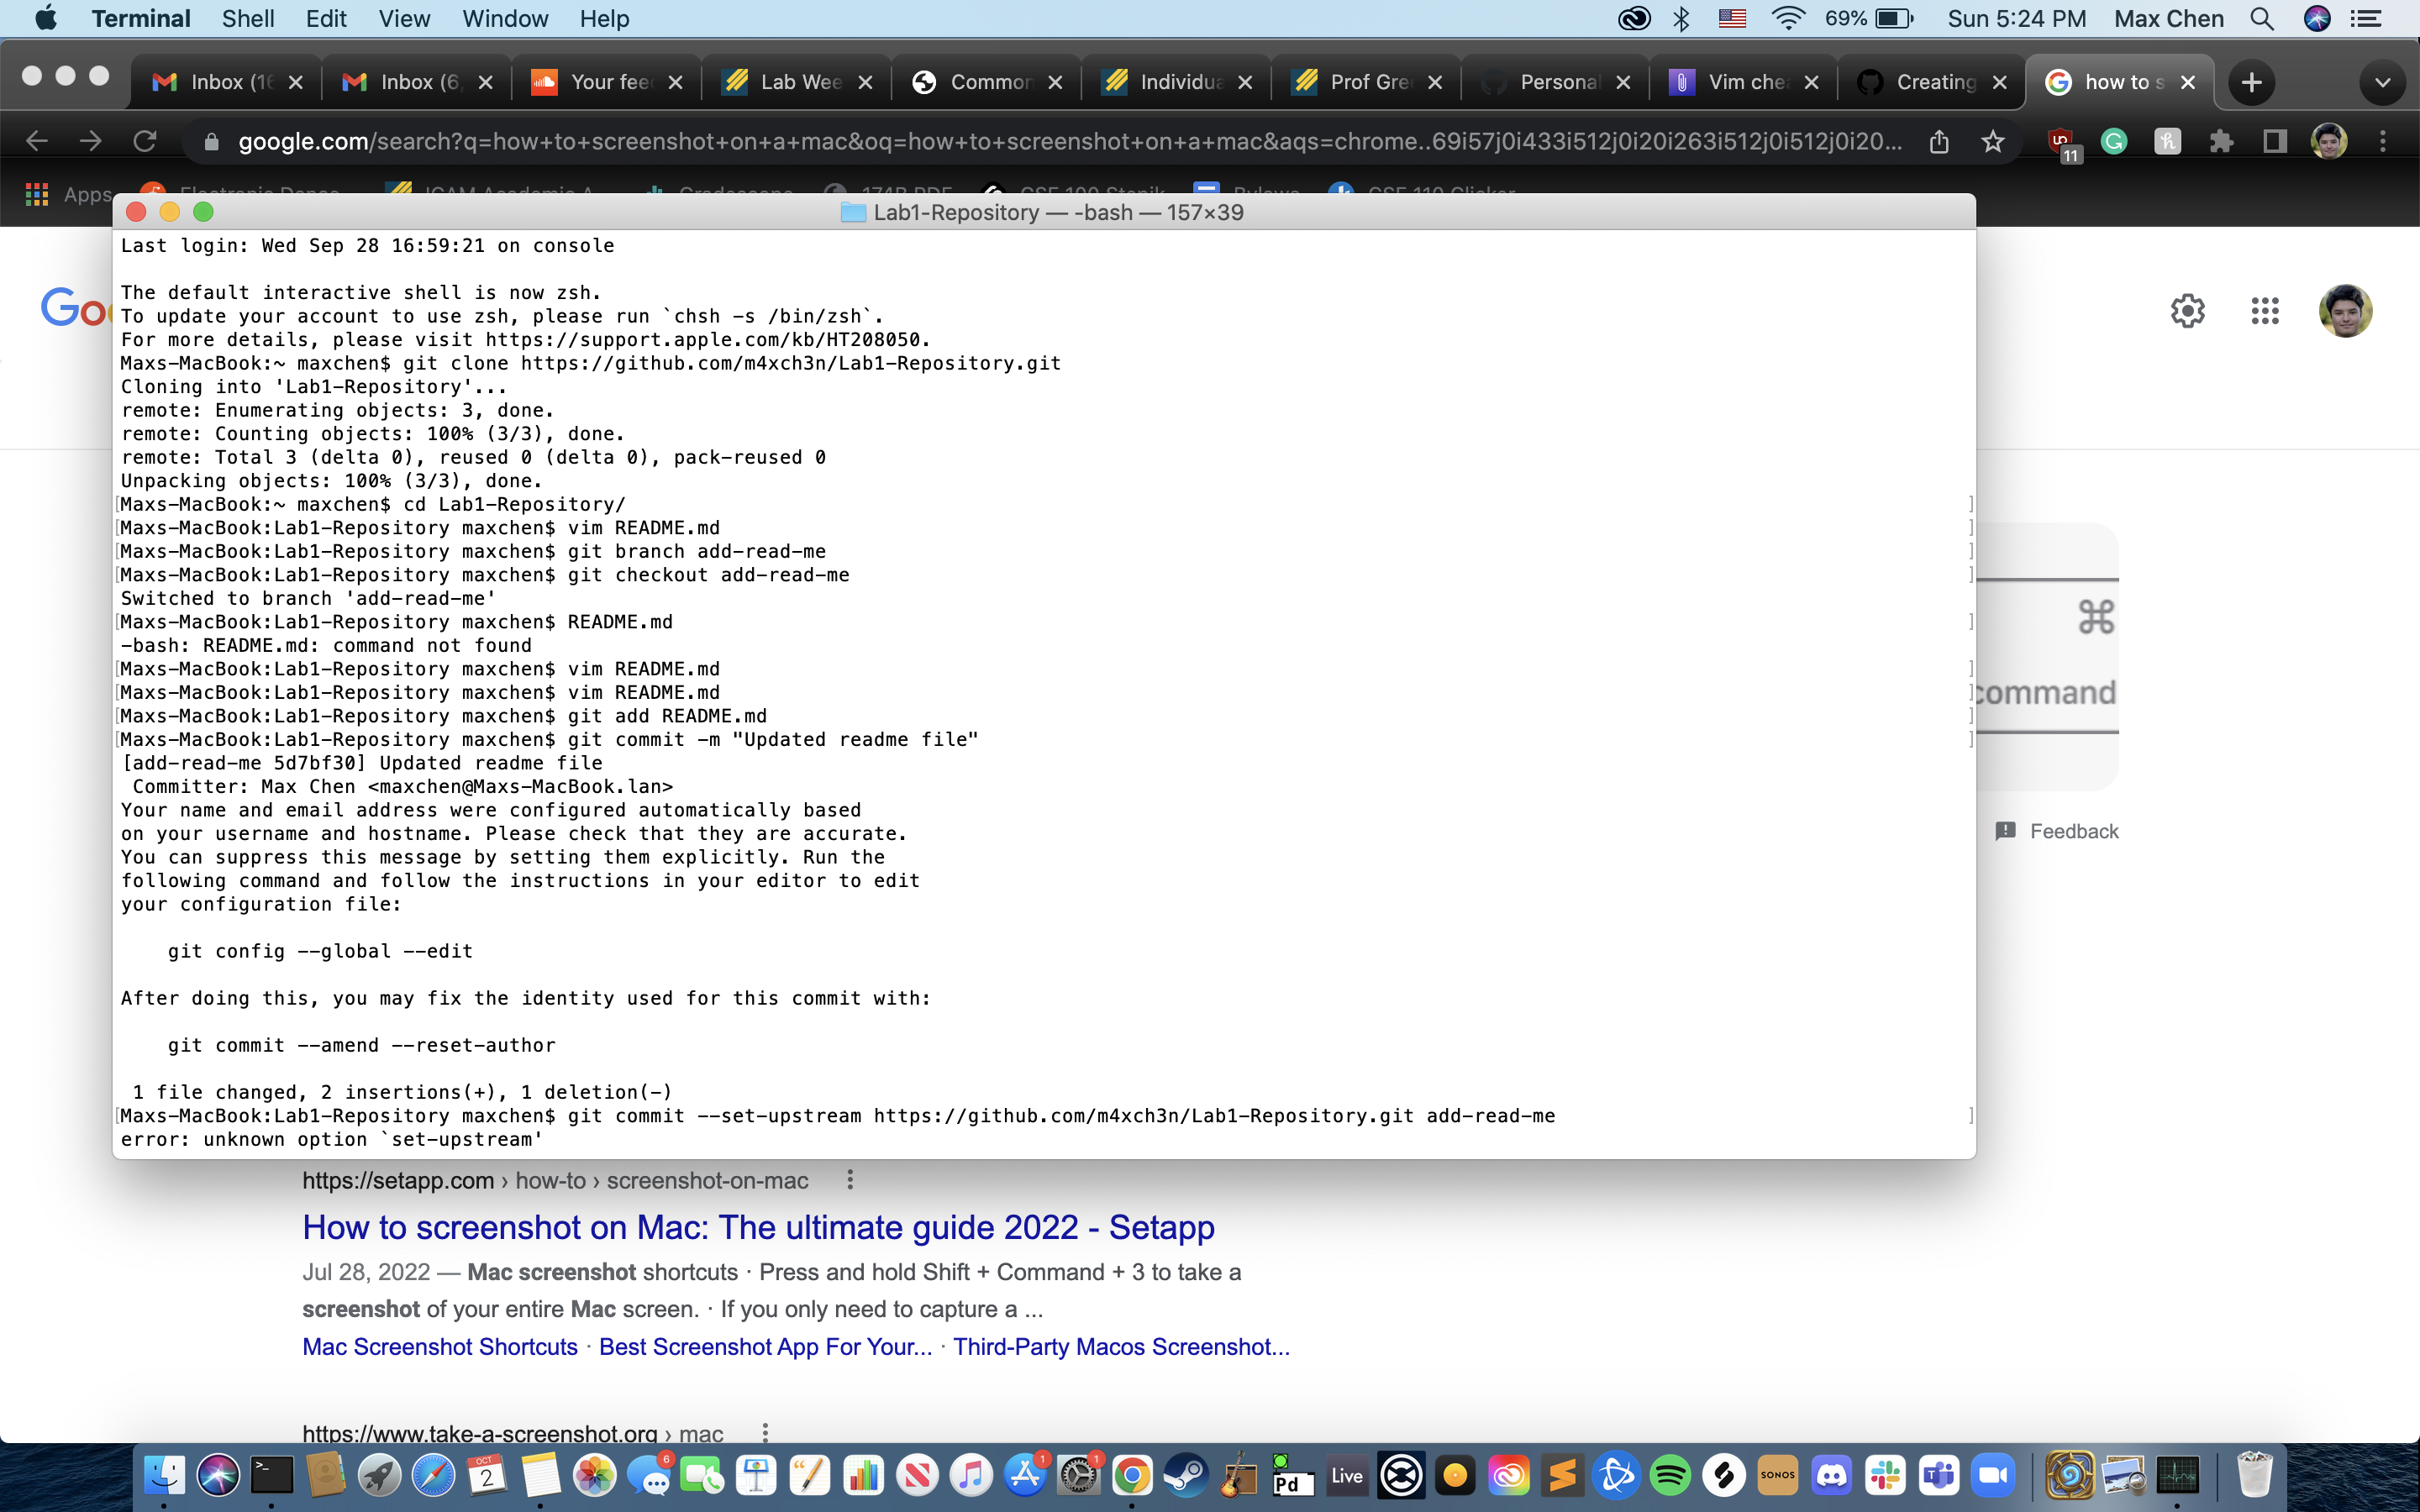 Terminal Shell Edit View Window Help 69% Sun 5:24 PM Max Chen
Inbox (16 Inbox (6, Your fee Lab Wee Common Individua Prof Gre Personal Vim che Creating how to s
google.com/search?q=how+to+screenshot+on+a+mac&oq=how+to+screenshot+on+a+mac&aqs=chrome..69i57j0i433i512j0i20i263i512j0i512j0i20... 11
Apps
Lab1-Repository — -bash — 157×39
Last login: Wed Sep 28 16:59:21 on console
The default interactive shell is now zsh.
To update your account to use zsh, please run `chsh -s /bin/zsh`.
For more details, please visit https://support.apple.com/kb/HT208050.
Maxs-MacBook:~ maxchen$ git clone https://github.com/m4xch3n/Lab1-Repository.git
Cloning into 'Lab1-Repository'...
remote: Enumerating objects: 3, done.
remote: Counting objects: 100% (3/3), done.
remote: Total 3 (delta 0), reused 0 (delta 0), pack-reused 0
Unpacking objects: 100% (3/3), done.
[Maxs-MacBook:~ maxchen$ cd Lab1-Repository/ ]
[Maxs-MacBook:Lab1-Repository maxchen$ vim README.md ]
[Maxs-MacBook:Lab1-Repository maxchen$ git branch add-read-me ]
[Maxs-MacBook:Lab1-Repository maxchen$ git checkout add-read-me ]
Switched to branch 'add-read-me'
[Maxs-MacBook:Lab1-Repository maxchen$ README.md ]
-bash: README.md: command not found
[Maxs-MacBook:Lab1-Repository maxchen$ vim README.md ]
[Maxs-MacBook:Lab1-Repository maxchen$ vim README.md ]
[Maxs-MacBook:Lab1-Repository maxchen$ git add README.md ]
[Maxs-MacBook:Lab1-Repository maxchen$ git commit -m "Updated readme file" ]
[add-read-me 5d7bf30] Updated readme file
Committer: Max Chen <maxchen@Maxs-MacBook.lan>
Your name and email address were configured automatically based
on your username and hostname. Please check that they are accurate.
You can suppress this message by setting them explicitly. Run the
following command and follow the instructions in your editor to edit
your configuration file:
git config --global --edit
After doing this, you may fix the identity used for this commit with:
git commit --amend --reset-author
1 file changed, 2 insertions(+), 1 deletion(-)
[Maxs-MacBook:Lab1-Repository maxchen$ git commit --set-upstream https://github.com/m4xch3n/Lab1-Repository.git add-read-me ]
error: unknown option `set-upstream'
Goo
⌘
command
Feedback
https://setapp.com › how-to › screenshot-on-mac
How to screenshot on Mac: The ultimate guide 2022 - Setapp
Jul 28, 2022 — Mac screenshot shortcuts · Press and hold Shift + Command + 3 to take a
screenshot of your entire Mac screen. · If you only need to capture a ...
Mac Screenshot Shortcuts · Best Screenshot App For Your... · Third-Party Macos Screenshot...
https://www.take-a-screenshot.org › mac
OCT 2 6 1 1 Pd Live SONOS